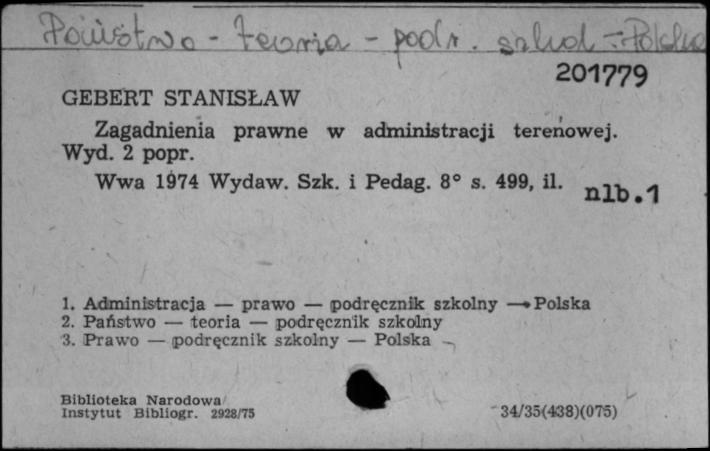 Państwo - teoria - podr. szkol - Polska
201779
GEBERT STANISŁAW
Zagadnienia prawne w administracji terenowej.
Wyd. 2 popr.
Wwa 1974 Wydaw. Szk. i Pedag. 8° s. 499, il. nlb.1
1. Administracja — prawo — podręcznik szkolny → Polska
2. Państwo — teoria — podręcznik szkolny
3. Prawo — podręcznik szkolny — Polska
Biblioteka Narodowa
Instytut Bibliogr. 2928/75 34/35(438)(075)